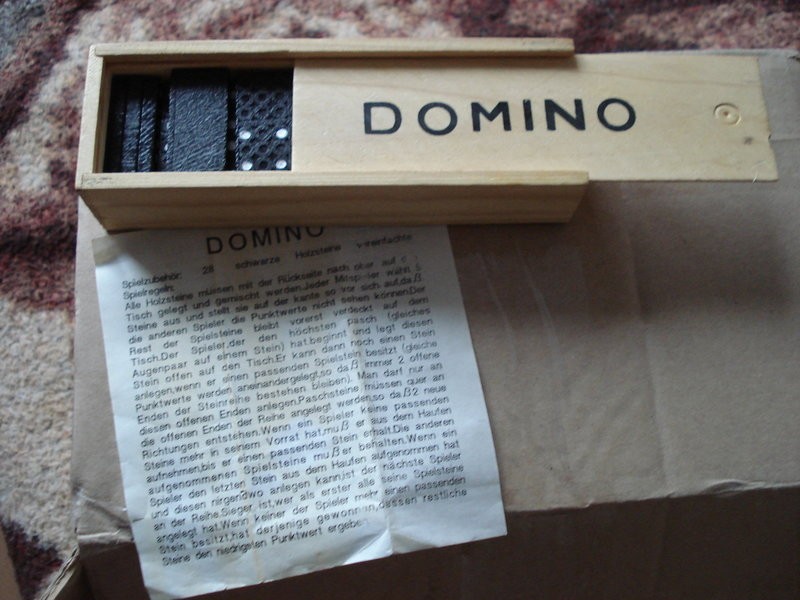 DOMINO
DOMINO
Spielzubehör: 28 schwarze Holzsteine vereinfachte
Spielregeln:
Alle Holzsteine müssen mit der Rückseite nach ober auf
Tisch gelegt und gemischt werden.Jeder Mitspieler wählt 5
Steine aus und stellt sie auf der kante so vor sich auf,daß
die anderen Spieler die Punktwerte nicht sehen können.Der
Rest der Spielsteine bleibt vorerst verdeckt auf dem
Tisch.Der Spieler,der den höchsten pasch (gleiches
Augenpaar auf einem Stein) hat beginnt und legt diesen
Stein offen auf den Tisch.Er kann dann noch einen Stein
anlegen,wenn er einen passenden Spielstein besitzt (gleiche
Punktwerte werden aneinandergelegt,so daß immer 2 offene
Enden der Steinreihe bestehen bleiben). Man darf nur an
diesen offenen Enden anlegen.Paschsteine müssen quer an
die offenen Enden der Reihe angelegt werden,so daß 2 neue
Richtungen entstehen.Wenn ein Spieler keine passenden
Steine mehr in seinem Vorrat hat,muß er aus dem Haufen
aufnehmen,bis er einen passenden Stein erhält.Die anderen
aufgenommenen Spielsteine muß er behalten.Wenn ein
Spieler den letzten Stein aus dem Haufen aufgenommen hat
und diesen nirgendwo anlegen kann,ist der nächste Spieler
an der Reihe.Sieger ist,wer als erster alle seine Spielsteine
angelegt hat.Wenn keiner der Spieler mehr einen passenden
Stein besitzt,hat derjenige gewonnen,dessen restliche
Steine den niedrigsten Punktwert ergeben